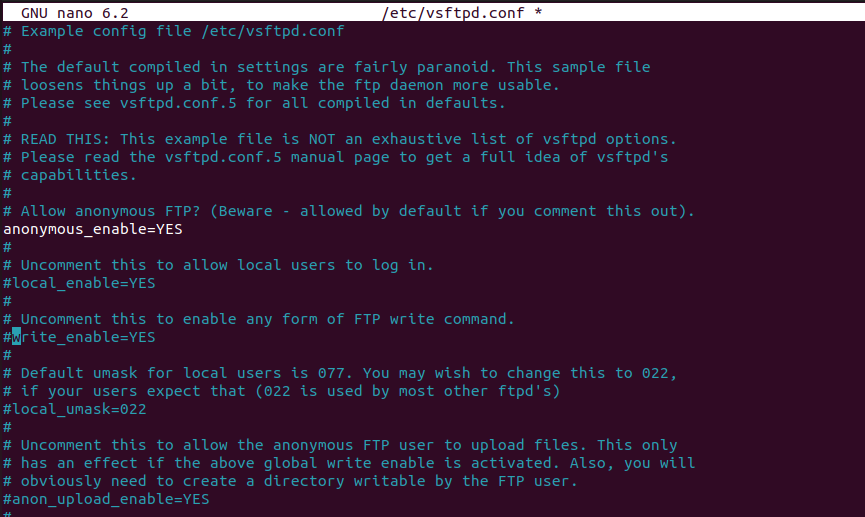 GNU nano 6.2 /etc/vsftpd.conf *
# Example config file /etc/vsftpd.conf
#
# The default compiled in settings are fairly paranoid. This sample file
# loosens things up a bit, to make the ftp daemon more usable.
# Please see vsftpd.conf.5 for all compiled in defaults.
#
# READ THIS: This example file is NOT an exhaustive list of vsftpd options.
# Please read the vsftpd.conf.5 manual page to get a full idea of vsftpd's
# capabilities.
#
# Allow anonymous FTP? (Beware - allowed by default if you comment this out).
anonymous_enable=YES
#
# Uncomment this to allow local users to log in.
#local_enable=YES
#
# Uncomment this to enable any form of FTP write command.
#write_enable=YES
#
# Default umask for local users is 077. You may wish to change this to 022,
# if your users expect that (022 is used by most other ftpd's)
#local_umask=022
#
# Uncomment this to allow the anonymous FTP user to upload files. This only
# has an effect if the above global write enable is activated. Also, you will
# obviously need to create a directory writable by the FTP user.
#anon_upload_enable=YES
#